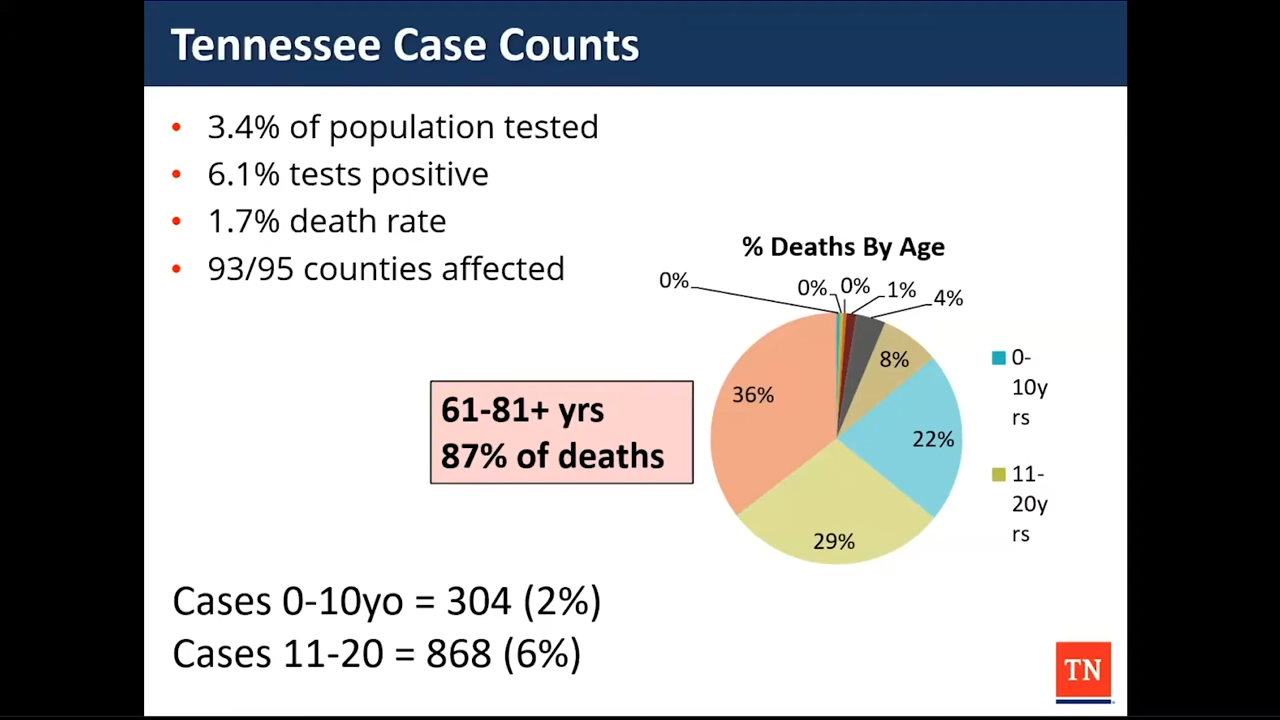 Tennessee Case Counts
• 3.4% of population tested
• 6.1% tests positive
• 1.7% death rate
• 93/95 counties affected
% Deaths By Age
0%
0%
0%
1%
4%
8%
36%
22%
29%
0-
10y
rs
11-
20y
rs
61-81+ yrs
87% of deaths
Cases 0-10yo = 304 (2%)
Cases 11-20 = 868 (6%)
TN